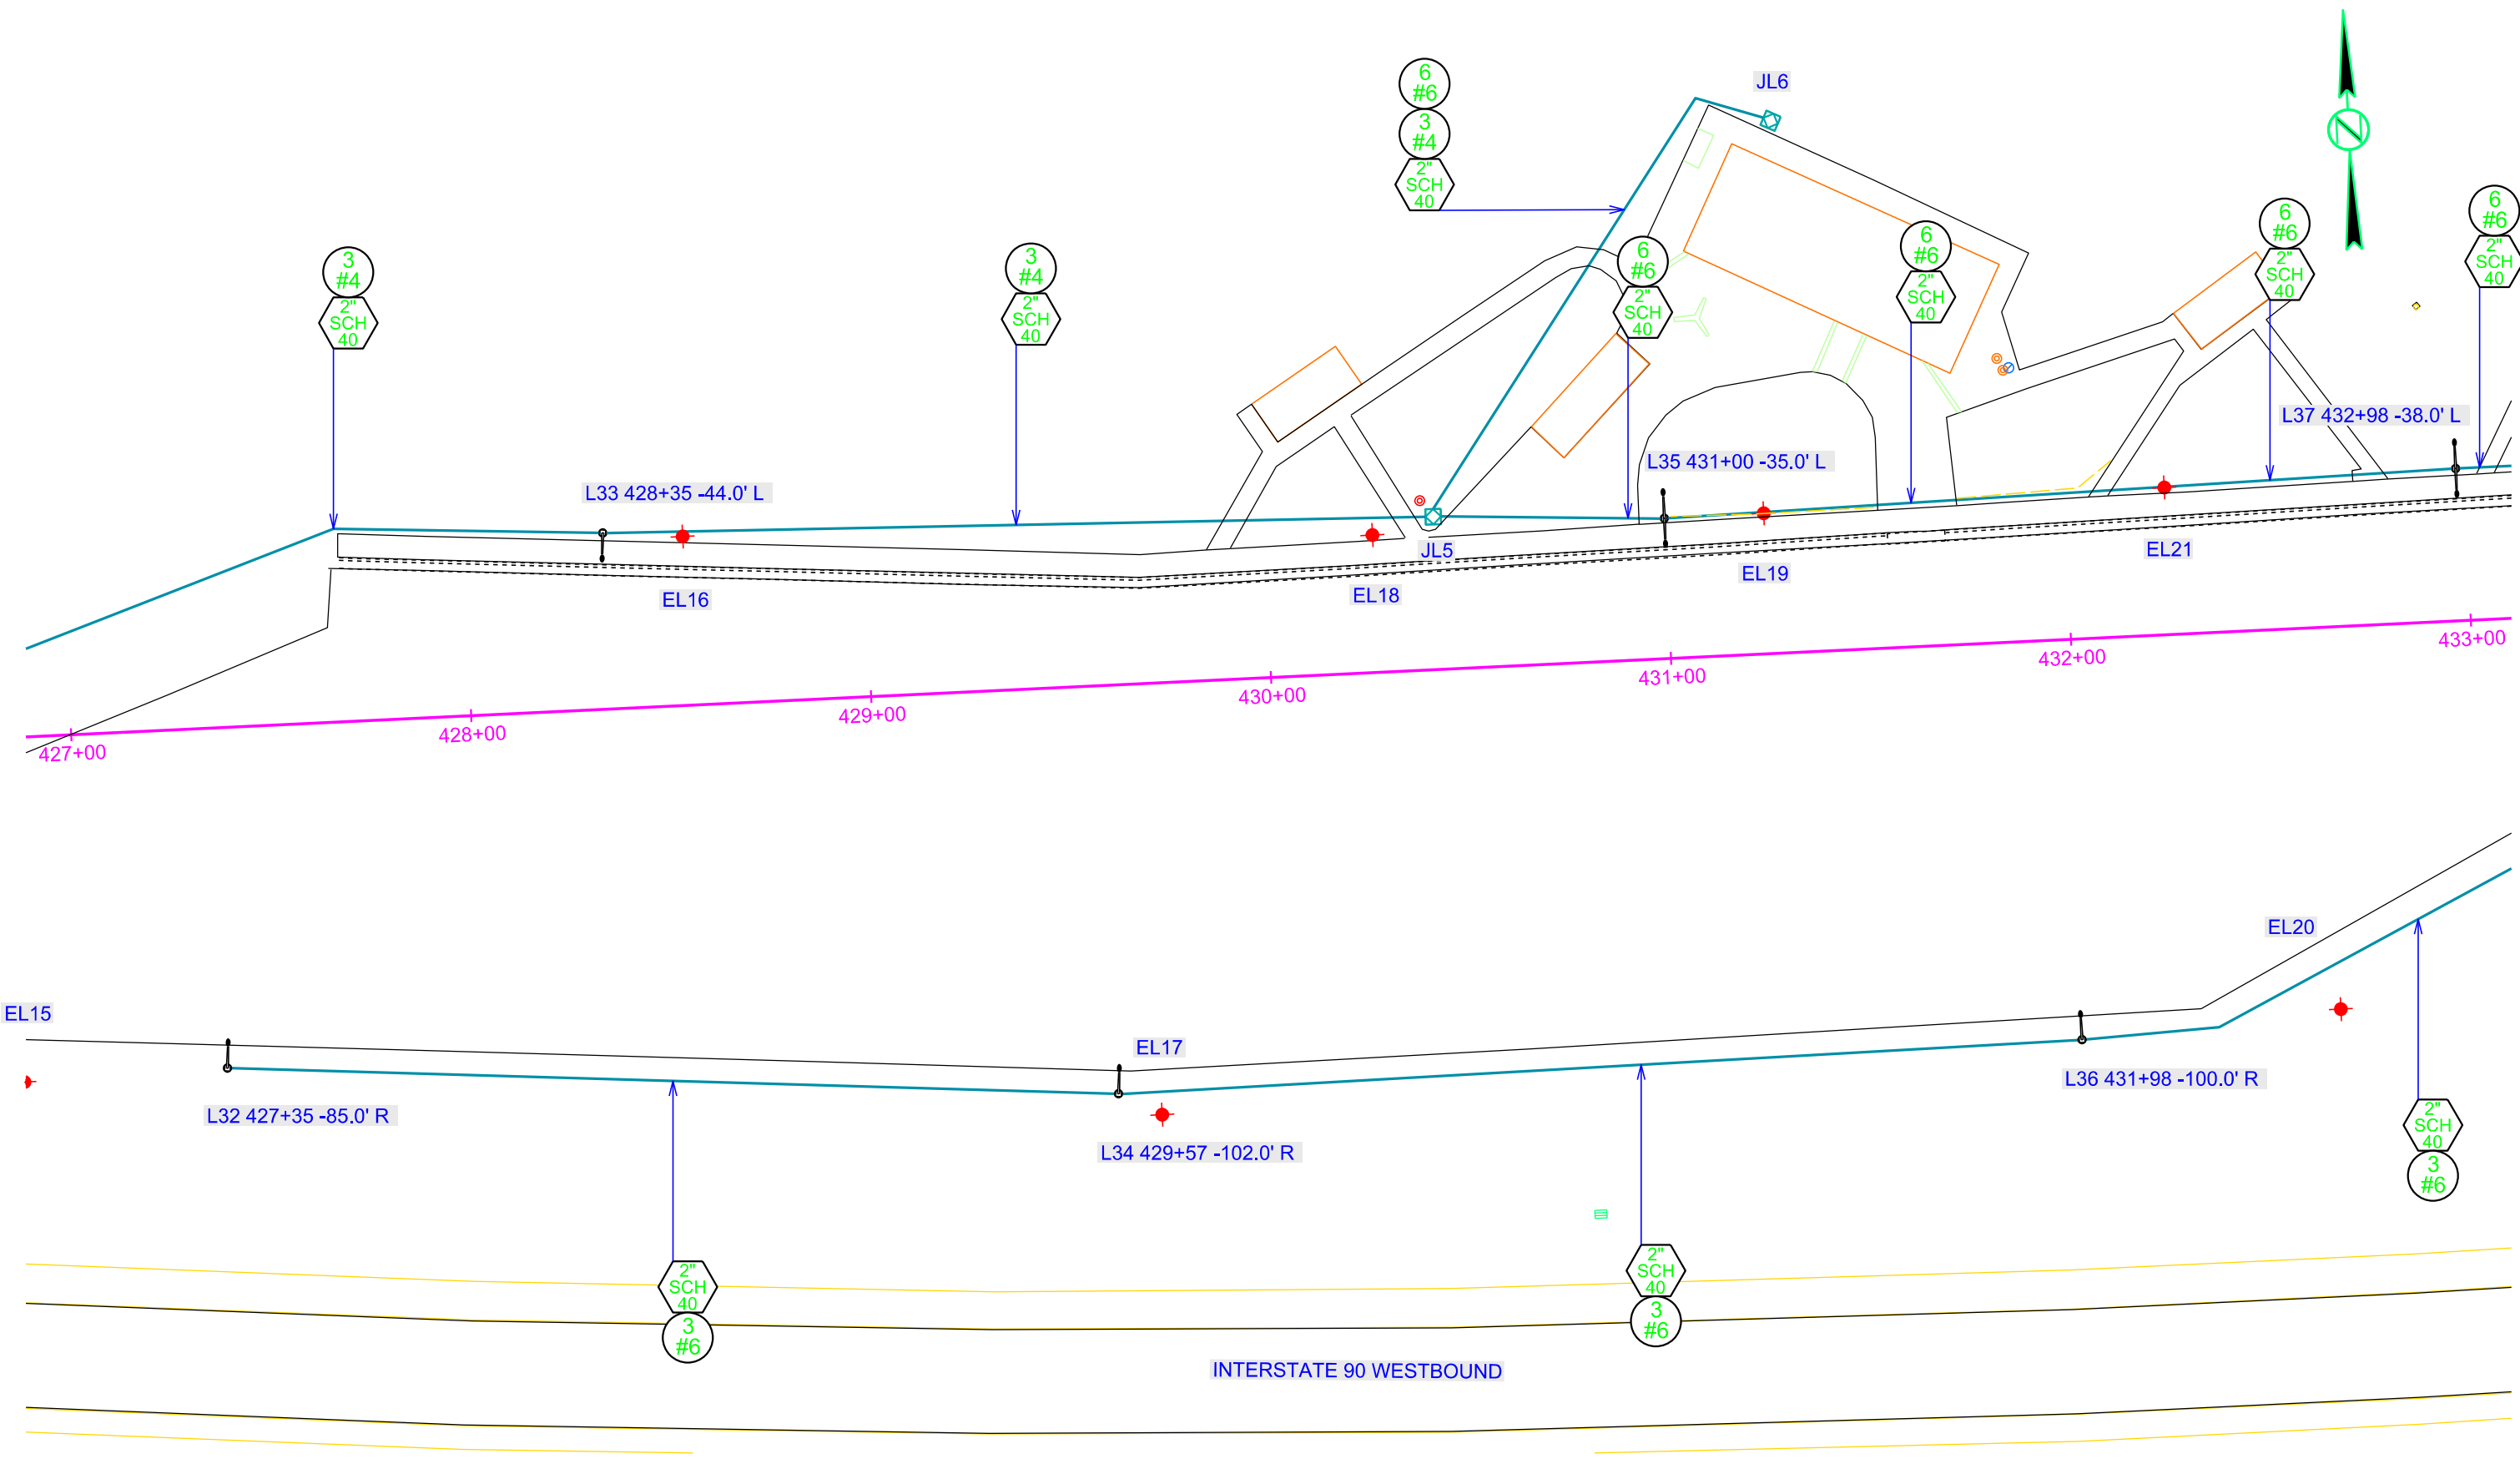 JL6
6
#6
3
#4
2"
SCH
40
3
#4
2"
SCH
40
3
#4
2"
SCH
40
6
#6
2"
SCH
40
6
#6
2"
SCH
40
6
#6
2"
SCH
40
6
#6
2"
SCH
40
L37 432+98 -38.0' L
L35 431+00 -35.0' L
L33 428+35 -44.0' L
JL5
EL21
EL19
EL18
EL16
433+00
432+00
431+00
430+00
429+00
428+00
427+00
EL20
EL15
EL17
L36 431+98 -100.0' R
L32 427+35 -85.0' R
L34 429+57 -102.0' R
2"
SCH
40
3
#6
2"
SCH
40
3
#6
2"
SCH
40
3
#6
INTERSTATE 90 WESTBOUND